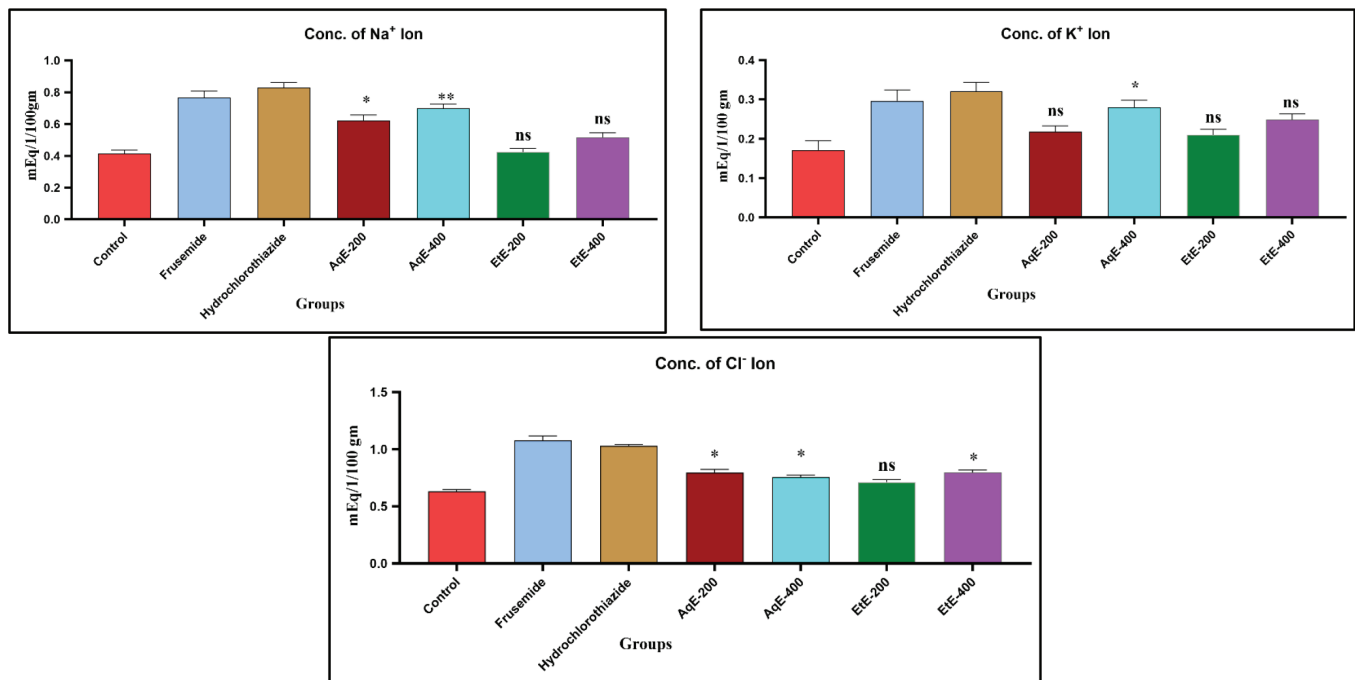 Conc. of Na+ Ion
mEq/1/100gm
1.0
0.8
0.6
0.4
0.2
0.0
*
**
ns
ns
Control
Frusemide
Hydrochlorothiazide
AqE-200
AqE-400
EtE-200
EtE-400
Groups
Conc. of K+ Ion
mEq/1/100 gm
0.4
0.3
0.2
0.1
0.0
ns
*
ns
ns
Control
Frusemide
Hydrochlorothiazide
AqE-200
AqE-400
EtE-200
EtE-400
Groups
Conc. of Cl- Ion
mEq/1/100 gm
1.5
1.0
0.5
0.0
*
*
ns
*
Control
Frusemide
Hydrochlorothiazide
AqE-200
AqE-400
EtE-200
EtE-400
Groups